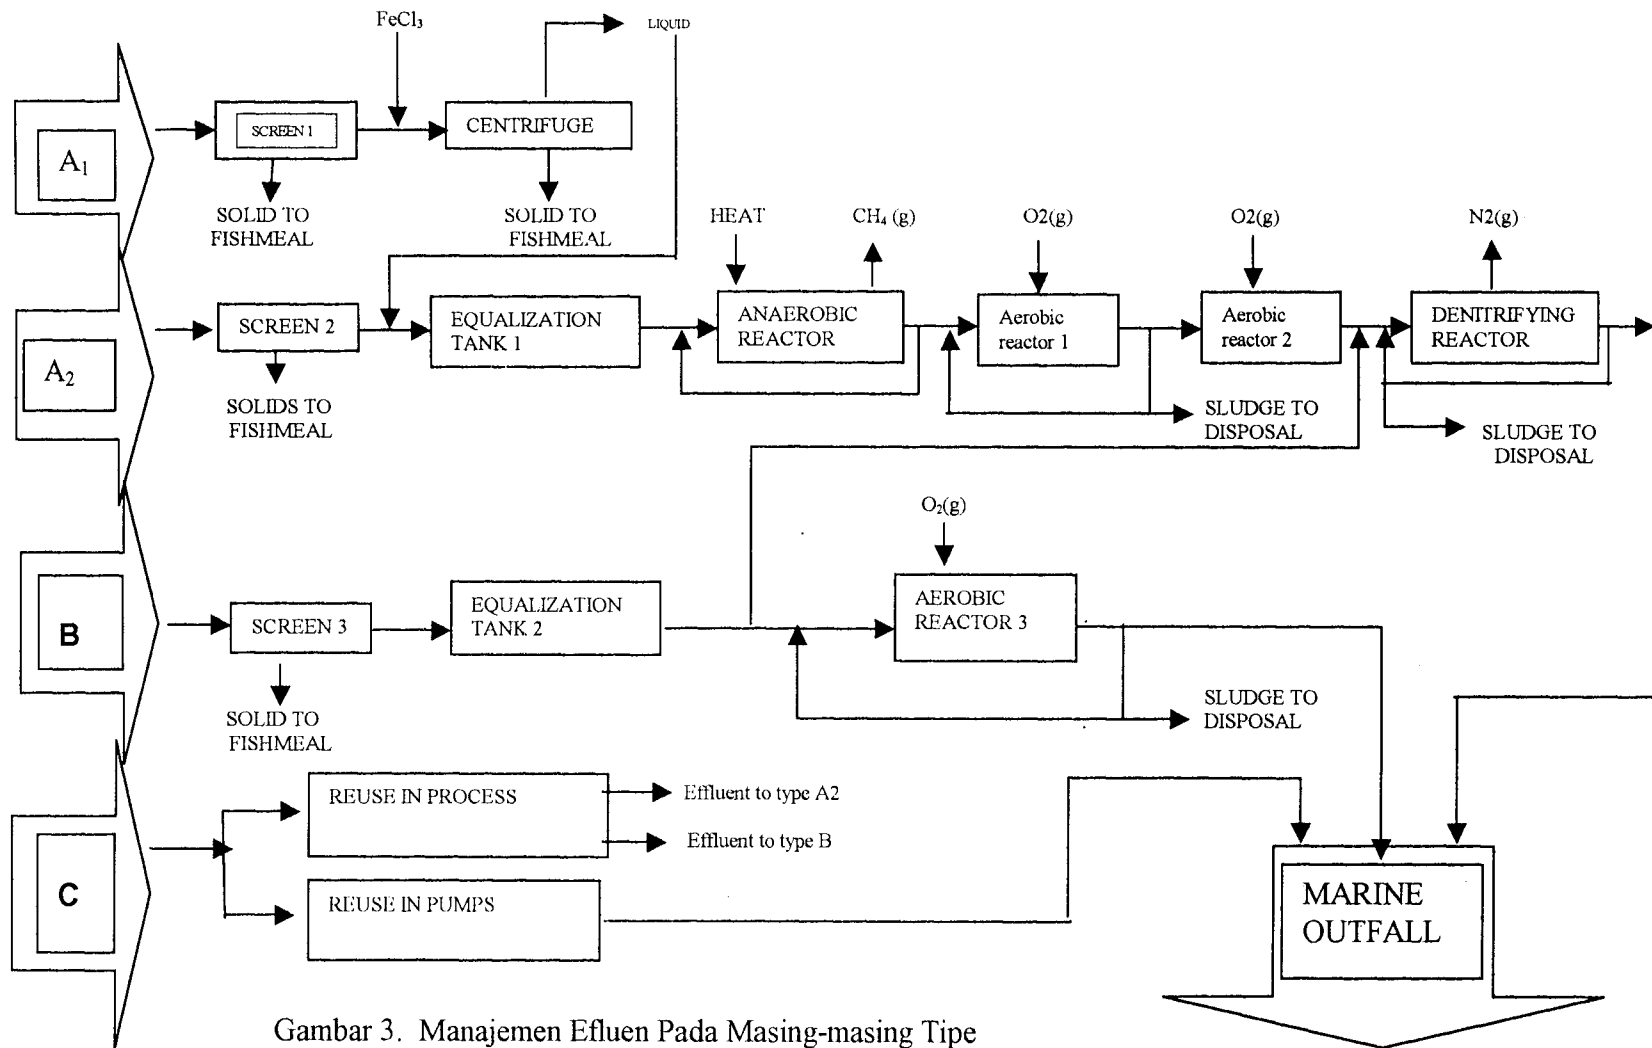 FeCl₃
LIQUID
A₁
SCREEN 1
CENTRIFUGE
SOLID TO
FISHMEAL
SOLID TO
FISHMEAL
HEAT
CH₄ (g)
O2(g)
O2(g)
N2(g)
A₂
SCREEN 2
EQUALIZATION
TANK 1
ANAEROBIC
REACTOR
Aerobic
reactor 1
Aerobic
reactor 2
DENITRIFYING
REACTOR
SOLIDS TO
FISHMEAL
SLUDGE TO
DISPOSAL
SLUDGE TO
DISPOSAL
O₂(g)
B
SCREEN 3
EQUALIZATION
TANK 2
AEROBIC
REACTOR 3
SOLID TO
FISHMEAL
SLUDGE TO
DISPOSAL
C
REUSE IN PROCESS
Effluent to type A2
Effluent to type B
REUSE IN PUMPS
MARINE
OUTFALL
Gambar 3. Manajemen Efluen Pada Masing-masing Tipe